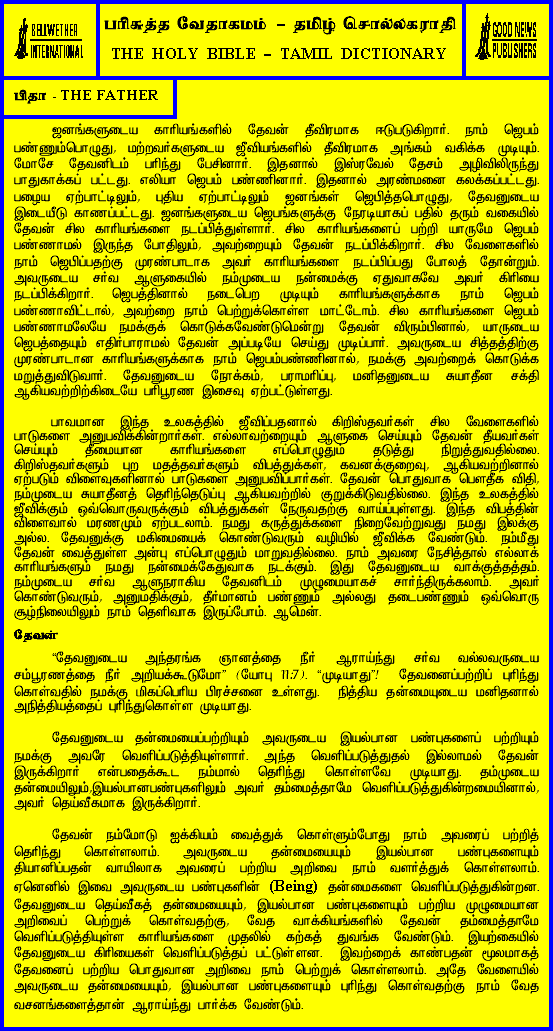 BELLWETHER
INTERNATIONAL
பரிசுத்த வேதாகமம் – தமிழ் சொல்லகராதி
THE HOLY BIBLE – TAMIL DICTIONARY
GOOD NEWS
PUBLISHERS
பிதா - THE FATHER
ஜனங்களுடைய காரியங்களில் தேவன் தீவிரமாக ஈடுபடுகிறார். நாம் ஜெபம்
பண்ணும்பொழுது, மற்றவர்களுடைய ஜீவியங்களில் தீவிரமாக அங்கம் வகிக்க முடியும்.
மோசே தேவனிடம் பரிந்து பேசினார். இதனால் இஸ்ரவேல் தேசம் அழிவிலிருந்து
பாதுகாக்கப் பட்டது. எலியா ஜெபம் பண்ணினார். இதனால் அரண்மனை கலக்கப்பட்டது.
பழைய ஏற்பாட்டிலும், புதிய ஏற்பாட்டிலும் ஜனங்கள் ஜெபித்தபொழுது, தேவனுடைய
இடையீடு காணப்பட்டது. ஜனங்களுடைய ஜெபங்களுக்கு நேரடியாகப் பதில் தரும் வகையில்
தேவன் சில காரியங்களை நடப்பித்துள்ளார். சில காரியங்களைப் பற்றி யாருமே ஜெபம்
பண்ணாமல் இருந்த போதிலும், அவற்றையும் தேவன் நடப்பிக்கிறார். சில வேளைகளில்
நாம் ஜெபிப்பதற்கு முரண்பாடாக அவர் காரியங்களை நடப்பிப்பது போலத் தோன்றும்.
அவருடைய சர்வ ஆளுகையில் நம்முடைய நன்மைக்கு ஏதுவாகவே அவர் கிரியை
நடப்பிக்கிறார். ஜெபத்தினால் நடைபெற முடியும் காரியங்களுக்காக நாம் ஜெபம்
பண்ணாவிட்டால், அவற்றை நாம் பெற்றுக்கொள்ள மாட்டோம். சில காரியங்களை ஜெபம்
பண்ணாமலேயே நமக்குக் கொடுக்கவேண்டுமென்று தேவன் விரும்பினால், யாருடைய
ஜெபத்தையும் எதிர்பாராமல் தேவன் அப்படியே செய்து முடிப்பார். அவருடைய சித்தத்திற்கு
முரண்பாடான காரியங்களுக்காக நாம் ஜெபம்பண்ணினால், நமக்கு அவற்றைக் கொடுக்க
மறுத்துவிடுவார். தேவனுடைய நோக்கம், பராமரிப்பு, மனிதனுடைய சுயாதீன சக்தி
ஆகியவற்றிற்கிடையே பரிபூரண இசைவு ஏற்பட்டுள்ளது.
பாவமான இந்த உலகத்தில் ஜீவிப்பதனால் கிறிஸ்தவர்கள் சில வேளைகளில்
பாடுகளை அனுபவிக்கின்றார்கள். எல்லாவற்றையும் ஆளுகை செய்யும் தேவன் தீயவர்கள்
செய்யும் தீமையான காரியங்களை எப்பொழுதும் தடுத்து நிறுத்துவதில்லை.
கிறிஸ்தவர்களும் புற மதத்தவர்களும் விபத்துக்கள், கவனக்குறைவு, ஆகியவற்றினால்
ஏற்படும் விளைவுகளினால் பாடுகளை அனுபவிப்பார்கள். தேவன் பொதுவாக பௌதீக விதி,
நம்முடைய சுயாதீனத் தெரிந்தெடுப்பு ஆகியவற்றில் குறுக்கிடுவதில்லை. இந்த உலகத்தில்
ஜீவிக்கும் ஒவ்வொருவருக்கும் விபத்துக்கள் நேருவதற்கு வாய்ப்புள்ளது. இந்த விபத்தின்
விளைவால் மரணமும் ஏற்படலாம். நமது கருத்துக்களை நிறைவேற்றுவது நமது இலக்கு
அல்ல. தேவனுக்கு மகிமையைக் கொண்டுவரும் வழியில் ஜீவிக்க வேண்டும். நம்மீது
தேவன் வைத்துள்ள அன்பு எப்பொழுதும் மாறுவதில்லை. நாம் அவரை நேசித்தால் எல்லாக்
காரியங்களும் நமது நன்மைக்கேதுவாக நடக்கும். இது தேவனுடைய வாக்குத்தத்தம்.
நம்முடைய சர்வ ஆளுநராகிய தேவனிடம் முழுமையாகச் சார்ந்திருக்கலாம். அவர்
கொண்டுவரும், அனுமதிக்கும், தீர்மானம் பண்ணும் அல்லது தடைபண்ணும் ஒவ்வொரு
சூழ்நிலையிலும் நாம் தெளிவாக இருப்போம். ஆமென்.
தேவன்
“தேவனுடைய அந்தரங்க ஞானத்தை நீர் ஆராய்ந்து சர்வ வல்லவருடைய
சம்பூரணத்தை நீர் அறியக்கூடுமோ” (யோபு 11:7). “முடியாது”! தேவனைப்பற்றிப் புரிந்து
கொள்வதில் நமக்கு மிகப்பெரிய பிரச்சனை உள்ளது. நித்திய தன்மையுடைய மனிதனால்
அநித்தியத்தைப் புரிந்துகொள்ள முடியாது.
தேவனுடைய தன்மையைப்பற்றியும் அவருடைய இயல்பான பண்புகளைப் பற்றியும்
நமக்கு அவரே வெளிப்படுத்தியுள்ளார். அந்த வெளிப்படுத்துதல் இல்லாமல் தேவன்
இருக்கிறார் என்பதைக்கூட நம்மால் தெரிந்து கொள்ளவே முடியாது. தம்முடைய
தன்மையிலும்,இயல்பானபண்புகளிலும் அவர் தம்மைத்தாமே வெளிப்படுத்துகின்றமையினால்,
அவர் தெய்வீகமாக இருக்கிறார்.
தேவன் நம்மோடு ஐக்கியம் வைத்துக் கொள்ளும்போது நாம் அவரைப் பற்றித்
தெரிந்து கொள்ளலாம். அவருடைய தன்மையையும் இயல்பான பண்புகளையும்
தியானிப்பதன் வாயிலாக அவரைப் பற்றிய அறிவை நாம் வளர்த்துக் கொள்ளலாம்.
ஏனெனில் இவை அவருடைய பண்புகளின் (Being) தன்மைகளை வெளிப்படுத்துகின்றன.
தேவனுடைய தெய்வீகத் தன்மையையும், இயல்பான பண்புகளையும் பற்றிய முழுமையான
அறிவைப் பெற்றுக் கொள்வதற்கு, வேத வாக்கியங்களில் தேவன் தம்மைத்தாமே
வெளிப்படுத்தியுள்ள காரியங்களை முதலில் கற்கத் துவங்க வேண்டும். இயற்கையில்
தேவனுடைய கிரியைகள் வெளிப்படுத்தப் பட்டுள்ளன. இவற்றைக் காண்பதன் மூலமாகத்
தேவனைப் பற்றிய பொதுவான அறிவை நாம் பெற்றுக் கொள்ளலாம். அதே வேளையில்
அவருடைய தன்மையையும், இயல்பான பண்புகளையும் புரிந்து கொள்வதற்கு நாம் வேத
வசனங்களைத்தான் ஆராய்ந்து பார்க்க வேண்டும்.